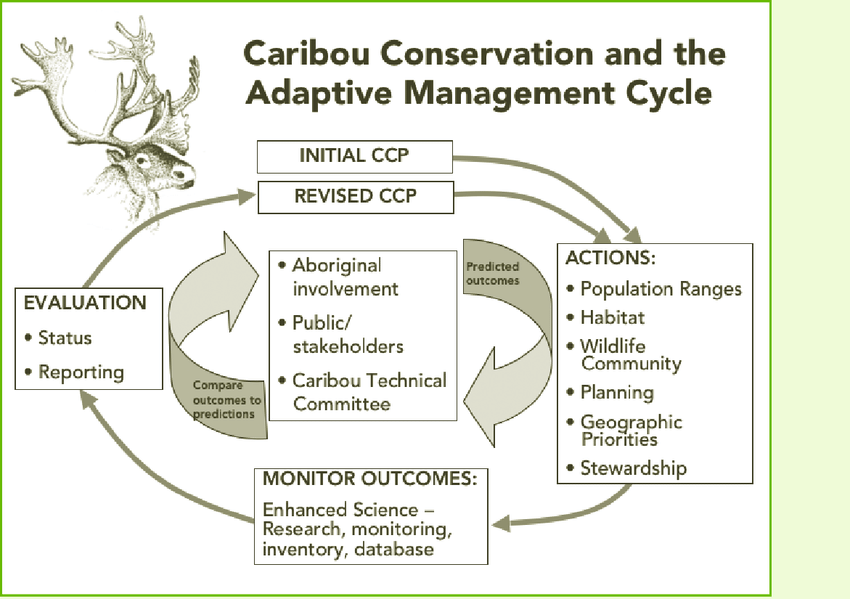 Caribou Conservation and the
Adaptive Management Cycle
INITIAL CCP
REVISED CCP
EVALUATION
• Status
• Reporting
• Aboriginal
involvement
• Public/
stakeholders
• Caribou Technical
Committee
Predicted
outcomes
Compare
outcomes to
predictions
ACTIONS:
• Population Ranges
• Habitat
• Wildlife
Community
• Planning
• Geographic
Priorities
• Stewardship
MONITOR OUTCOMES:
Enhanced Science –
Research, monitoring,
inventory, database